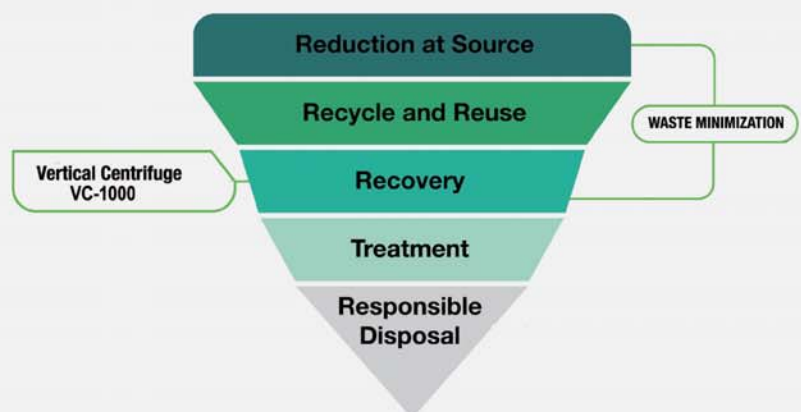 Reduction at Source
Recycle and Reuse
WASTE MINIMIZATION
Vertical Centrifuge
VC-1000
Recovery
Treatment
Responsible
Disposal